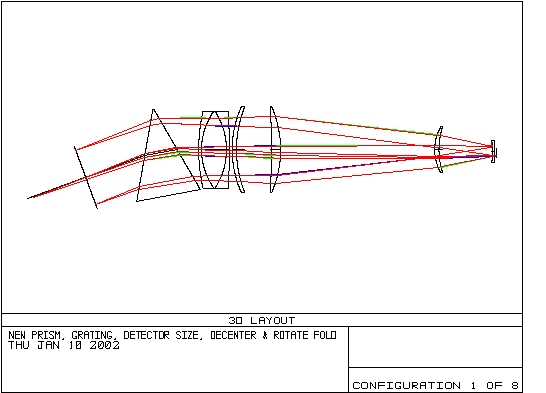 3D LAYOUT
NEW PRISM, GRATING, DETECTOR SIZE, DECENTER & ROTATE FOLD
THU JAN 10 2002
CONFIGURATION 1 OF 8